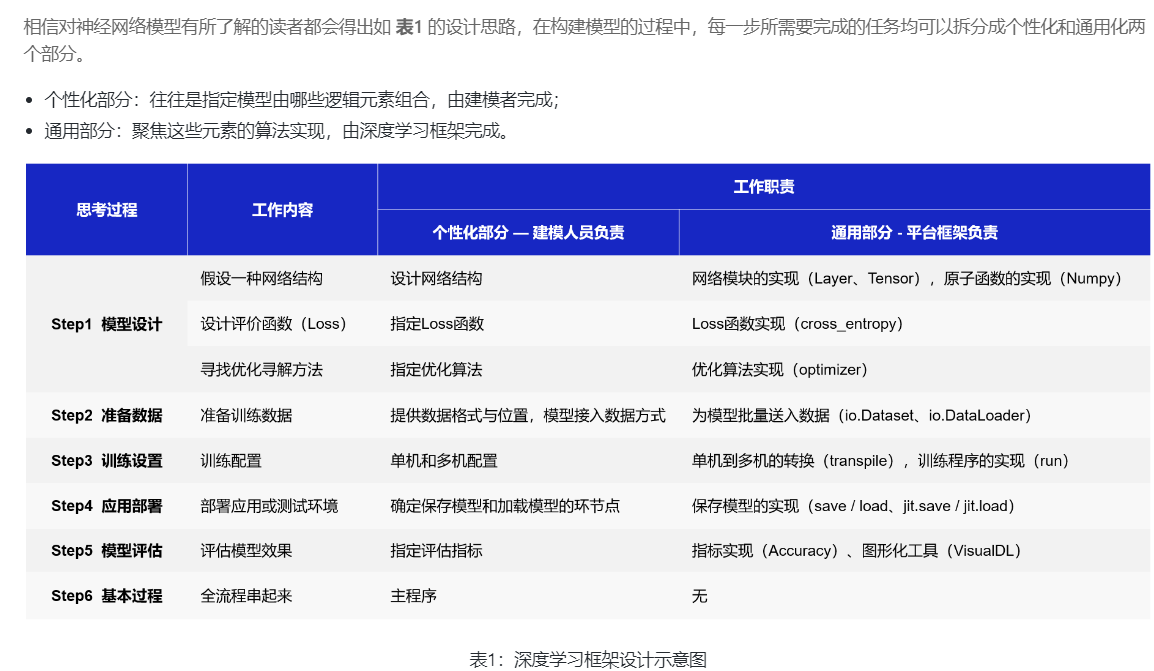 相信对神经网络模型有所了解的读者都会得出如 表1 的设计思路，在构建模型的过程中，每一步所需要完成的任务均可以拆分成个性化和通用化两
个部分。
• 个性化部分：往往是指定模型由哪些逻辑元素组合，由建模者完成；
• 通用部分：聚焦这些元素的算法实现，由深度学习框架完成。
思考过程 工作内容 工作职责
个性化部分 — 建模人员负责 通用部分 - 平台框架负责
Step1 模型设计 假设一种网络结构 设计网络结构 网络模块的实现（Layer、Tensor），原子函数的实现（Numpy）
设计评价函数（Loss） 指定Loss函数 Loss函数实现（cross_entropy）
寻找优化寻解方法 指定优化算法 优化算法实现（optimizer）
Step2 准备数据 准备训练数据 提供数据格式与位置，模型接入数据方式 为模型批量送入数据（io.Dataset、io.DataLoader）
Step3 训练设置 训练配置 单机和多机配置 单机到多机的转换（transpile），训练程序的实现（run）
Step4 应用部署 部署应用或测试环境 确定保存模型和加载模型的环节点 保存模型的实现（save / load、jit.save / jit.load）
Step5 模型评估 评估模型效果 指定评估指标 指标实现（Accuracy）、图形化工具（VisualDL）
Step6 基本过程 全流程串起来 主程序 无
表1：深度学习框架设计示意图